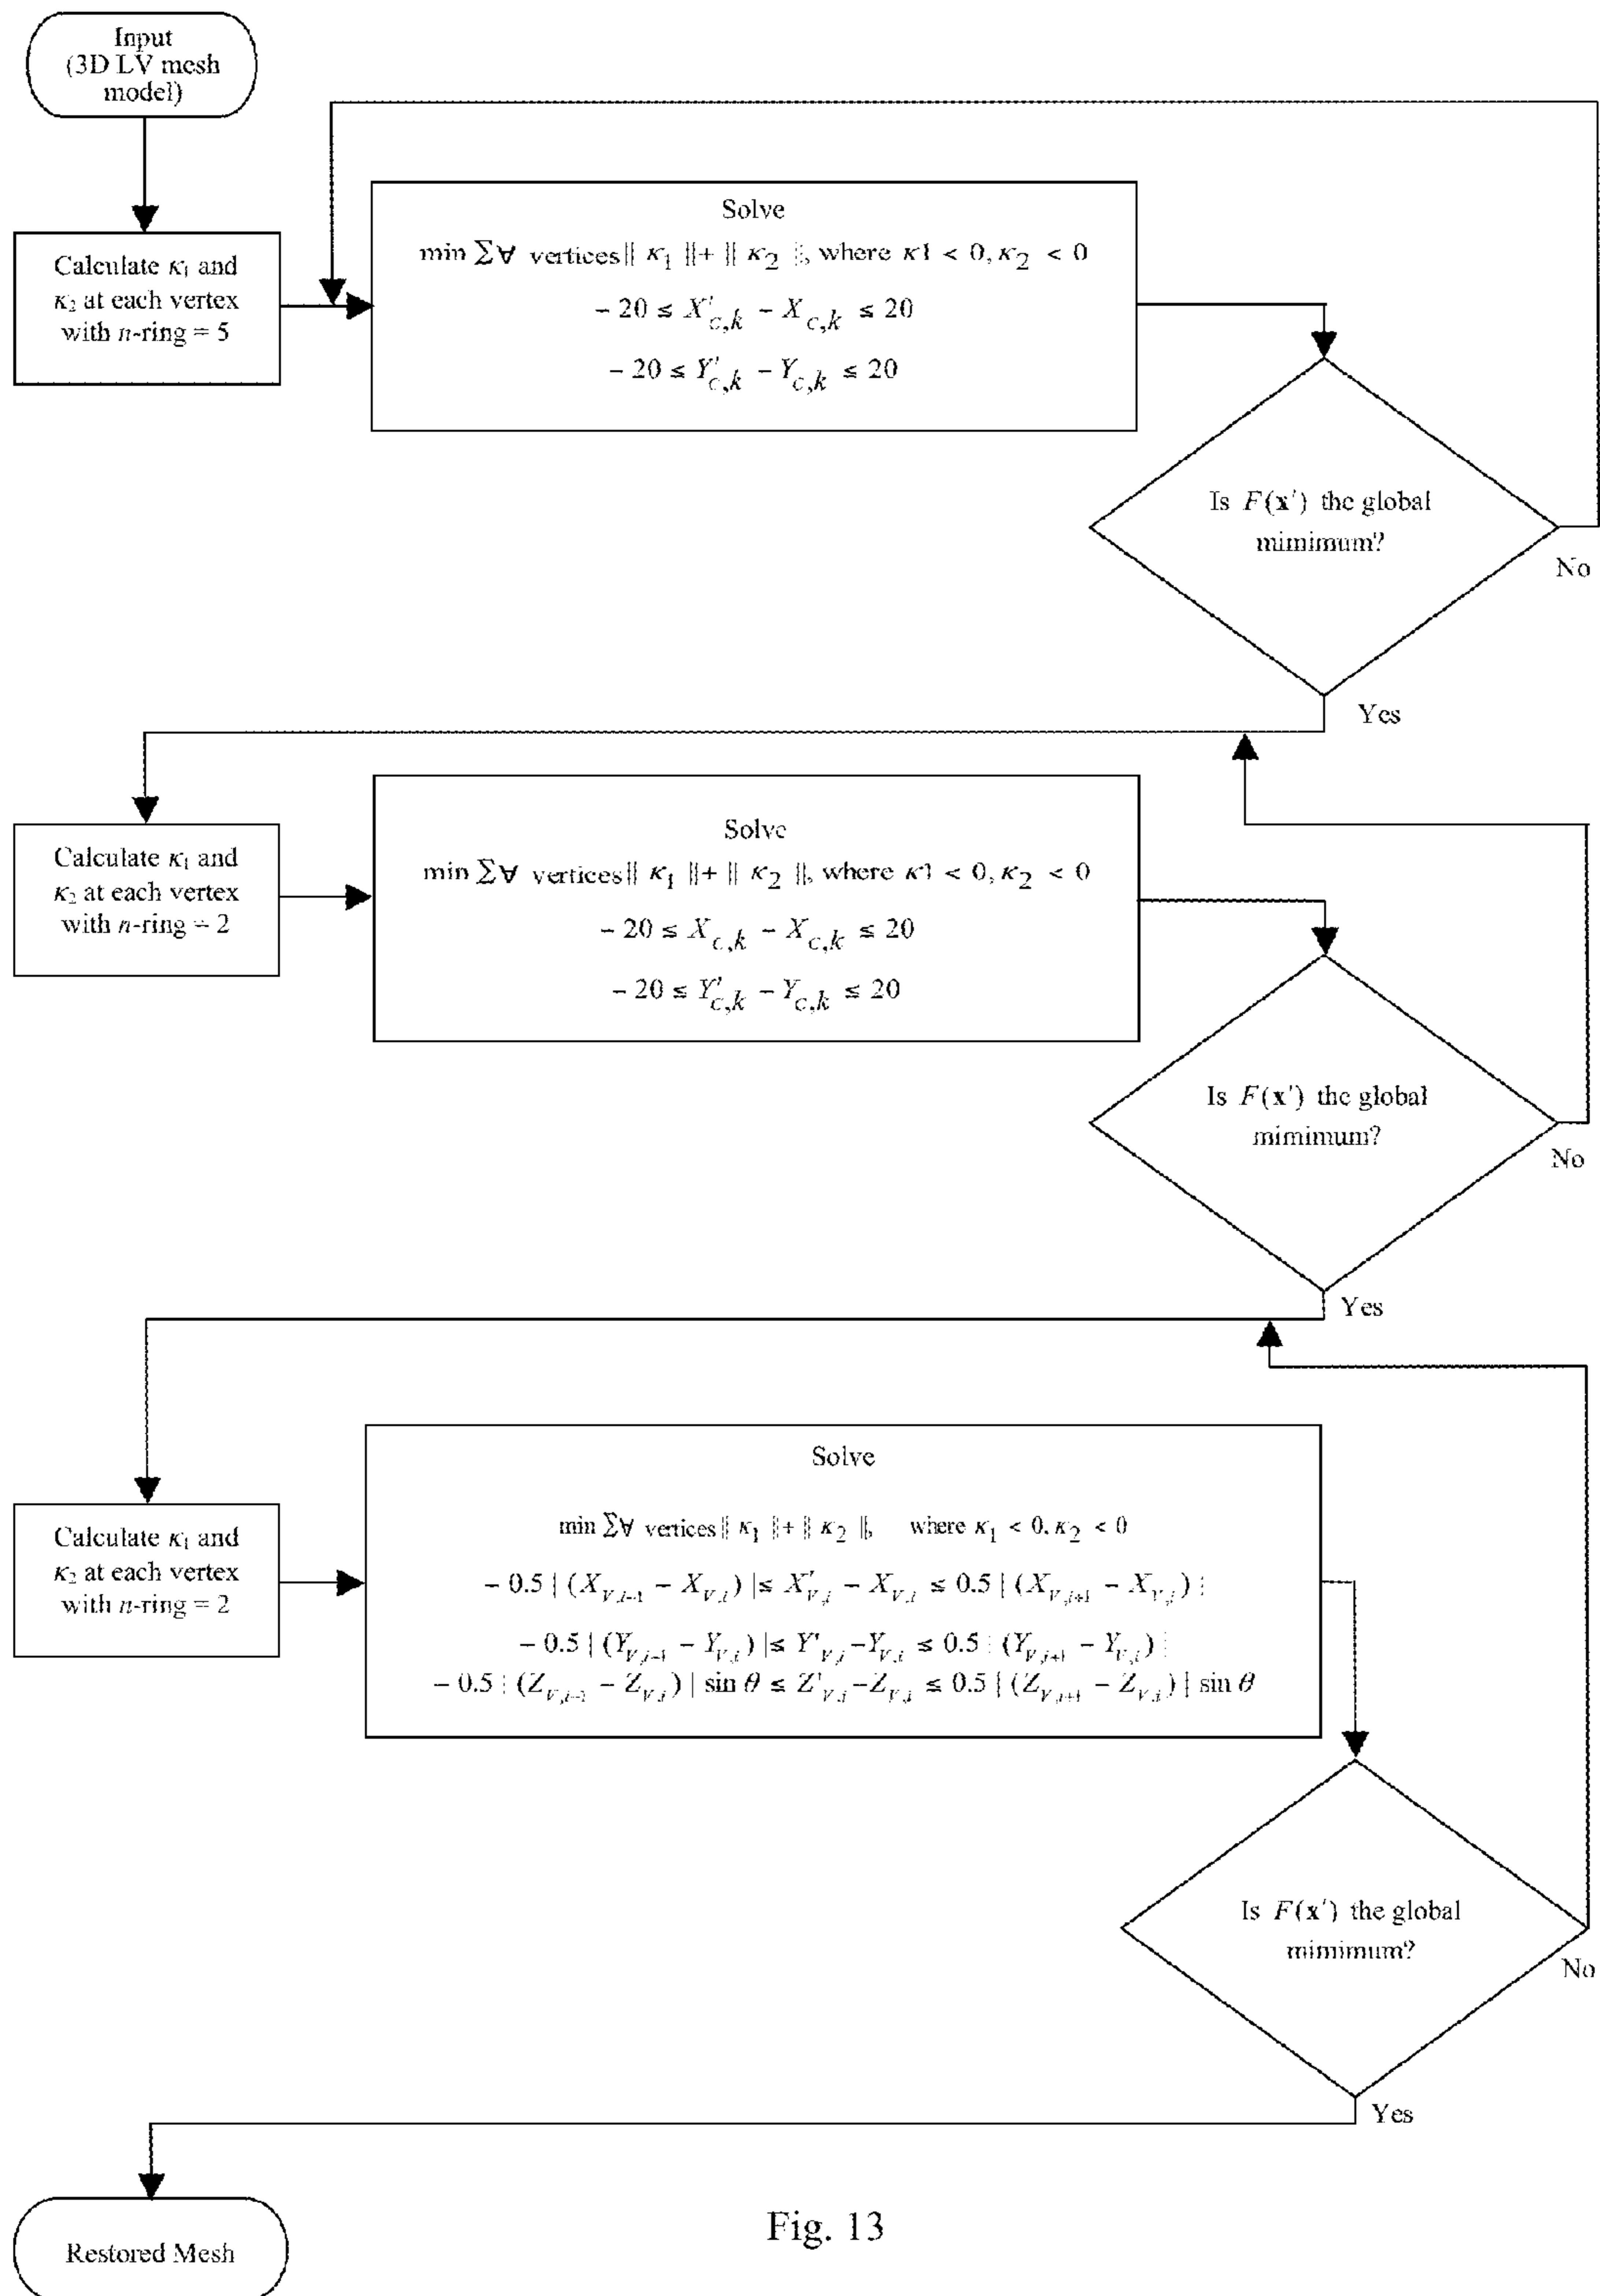 Input
(3D LV mesh
model)
Calculate κ₁ and
κ₂ at each vertex
with n-ring = 5
Solve
min ∑∀ vertices‖ κ₁ ‖+ ‖ κ₂ ‖, where κ1 < 0, κ₂ < 0
− 20 ≤ X'c,k − Xc,k ≤ 20
− 20 ≤ Y'c,k − Yc,k ≤ 20
Is F(x') the global
mimimum?
No
Yes
Calculate κ₁ and
κ₂ at each vertex
with n-ring = 2
Solve
min ∑∀ vertices‖ κ₁ ‖+ ‖ κ₂ ‖, where κ1 < 0, κ₂ < 0
− 20 ≤ Xc,k − Xc,k ≤ 20
− 20 ≤ Y'c,k − Yc,k ≤ 20
Is F(x') the global
mimimum?
No
Yes
Calculate κ₁ and
κ₂ at each vertex
with n-ring = 2
Solve
min ∑∀ vertices‖ κ₁ ‖+ ‖ κ₂ ‖, where κ₁ < 0, κ₂ < 0
− 0.5 | (XV,i-1 − XV,i) |≤ X'V,i − XV,i ≤ 0.5 | (XV,i+1 − XV,i) |
− 0.5 | (YV,i-1 − YV,i) |≤ Y'V,i −YV,i ≤ 0.5 | (YV,i+1 − YV,i) |
− 0.5 | (ZV,i-1 − ZV,i) | sin θ ≤ Z'V,i −ZV,i ≤ 0.5 | (ZV,i+1 − ZV,i) | sin θ
Is F(x') the global
mimimum?
No
Yes
Restored Mesh
Fig. 13